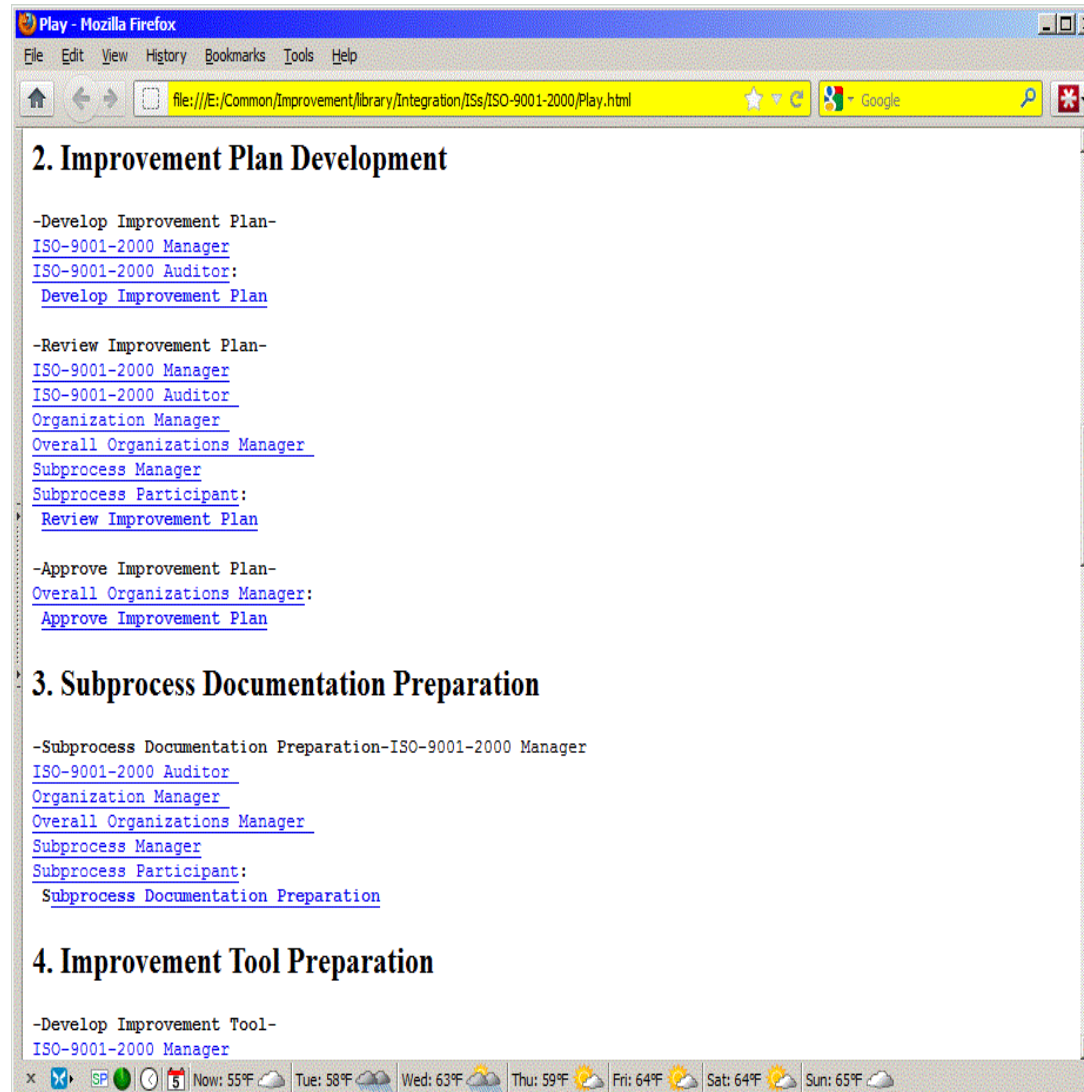 Play - Mozilla Firefox
File Edit View History Bookmarks Tools Help
file:///E:/Common/Improvement/library/Integration/ISs/ISO-9001-2000/Play.html Google
2. Improvement Plan Development
-Develop Improvement Plan-
ISO-9001-2000 Manager
ISO-9001-2000 Auditor:
Develop Improvement Plan
-Review Improvement Plan-
ISO-9001-2000 Manager
ISO-9001-2000 Auditor
Organization Manager
Overall Organizations Manager
Subprocess Manager
Subprocess Participant:
Review Improvement Plan
-Approve Improvement Plan-
Overall Organizations Manager:
Approve Improvement Plan
3. Subprocess Documentation Preparation
-Subprocess Documentation Preparation-ISO-9001-2000 Manager
ISO-9001-2000 Auditor
Organization Manager
Overall Organizations Manager
Subprocess Manager
Subprocess Participant:
Subprocess Documentation Preparation
4. Improvement Tool Preparation
-Develop Improvement Tool-
ISO-9001-2000 Manager
x SP 5 Now: 55°F Tue: 58°F Wed: 63°F Thu: 59°F Fri: 64°F Sat: 64°F Sun: 65°F